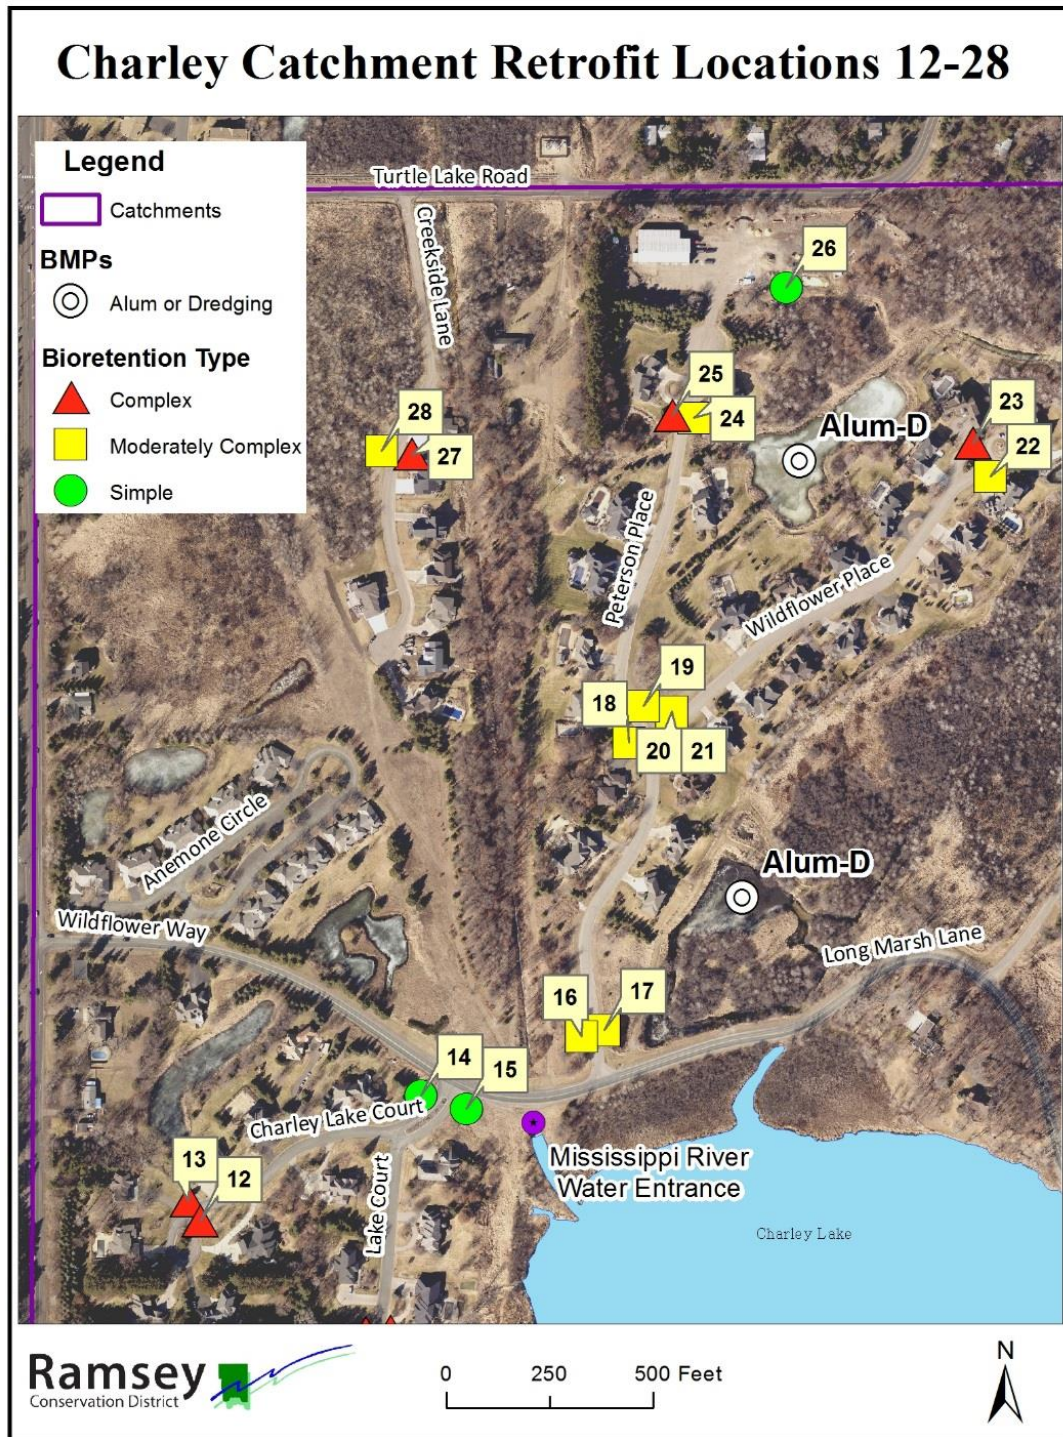 Charley Catchment Retrofit Locations 12-28
Legend
Catchments
BMPs
Alum or Dredging
Bioretention Type
Complex
Moderately Complex
Simple
Turtle Lake Road
Creekside Lane
26
25
24
23
22
28
27
Alum-D
Peterson Place
Wildflower Place
19
18
20
21
Anemone Circle
Alum-D
Wildflower Way
Long Marsh Lane
16
17
14
15
Charley Lake Court
13
12
Lake Court
Mississippi River
Water Entrance
Charley Lake
Ramsey
Conservation District
0 250 500 Feet
N